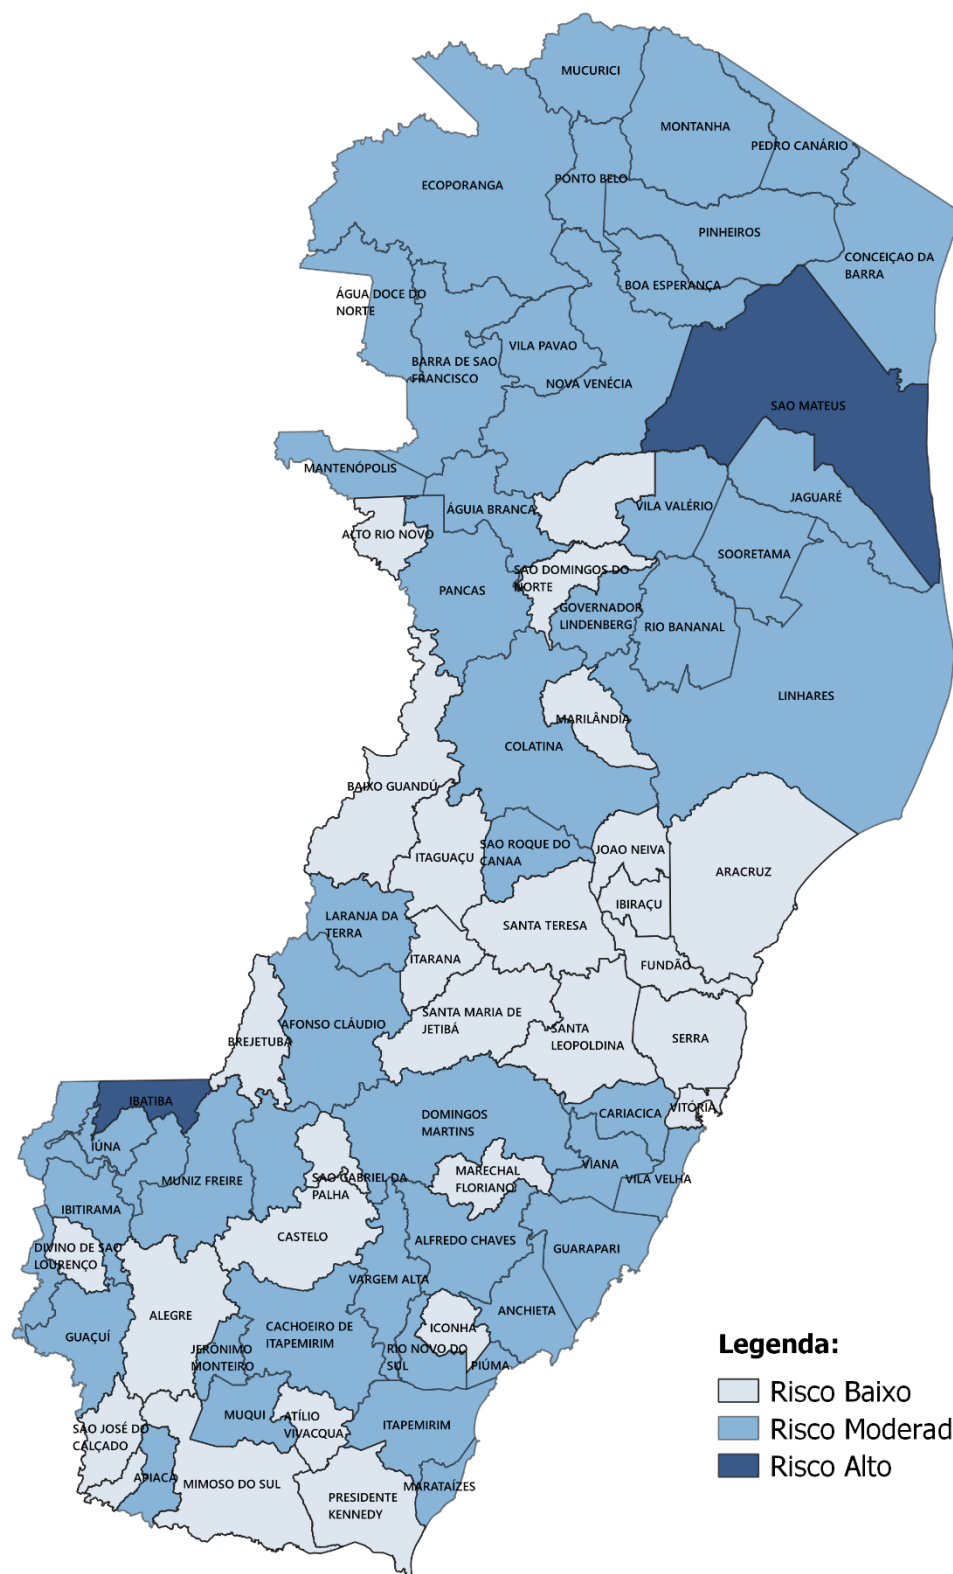 MUCURICI
MONTANHA
PEDRO CANÁRIO
ECOPORANGA
PONTO BELO
PINHEIROS
CONCEIÇAO DA
BARRA
BOA ESPERANÇA
ÁGUA DOCE DO
NORTE
VILA PAVAO
BARRA DE SAO
FRANCISCO
NOVA VENÉCIA
SAO MATEUS
MANTENÓPOLIS
JAGUARÉ
ÁGUIA BRANCA
VILA VALÉRIO
ALTO RIO NOVO
SOORETAMA
SAO DOMINGOS DO
NORTE
PANCAS
GOVERNADOR
LINDENBERG
RIO BANANAL
LINHARES
MARILÂNDIA
COLATINA
BAIXO GUANDÚ
ITAGUAÇU
SAO ROQUE DO
CANAA
JOAO NEIVA
ARACRUZ
IBIRAÇU
LARANJA DA
TERRA
SANTA TERESA
ITARANA
FUNDÃO
SANTA MARIA DE
JETIBÁ
AFONSO CLÁUDIO
BREJETUBA
SANTA
LEOPOLDINA
SERRA
IBATIBA
VITÓRIA
DOMINGOS
MARTINS
CARIACICA
IÚNA
VIANA
MUNIZ FREIRE
SAO GABRIEL DA
PALHA
MARECHAL
FLORIANO
VILA VELHA
IBITIRAMA
CASTELO
ALFREDO CHAVES
GUARAPARI
DIVINO DE SAO
LOURENÇO
VARGEM ALTA
ANCHIETA
ALEGRE
GUAÇUÍ
CACHOEIRO DE
ITAPEMIRIM
ICONHA
JERÔNIMO
MONTEIRO
RIO NOVO DO
SUL
PIÚMA
Legenda:
Risco Baixo
Risco Moderad
Risco Alto
MUQUI
ATÍLIO
VIVACQUA
ITAPEMIRIM
SAO JOSÉ DO
CALÇADO
APIACÁ
MIMOSO DO SUL
PRESIDENTE
KENNEDY
MARATAÍZES